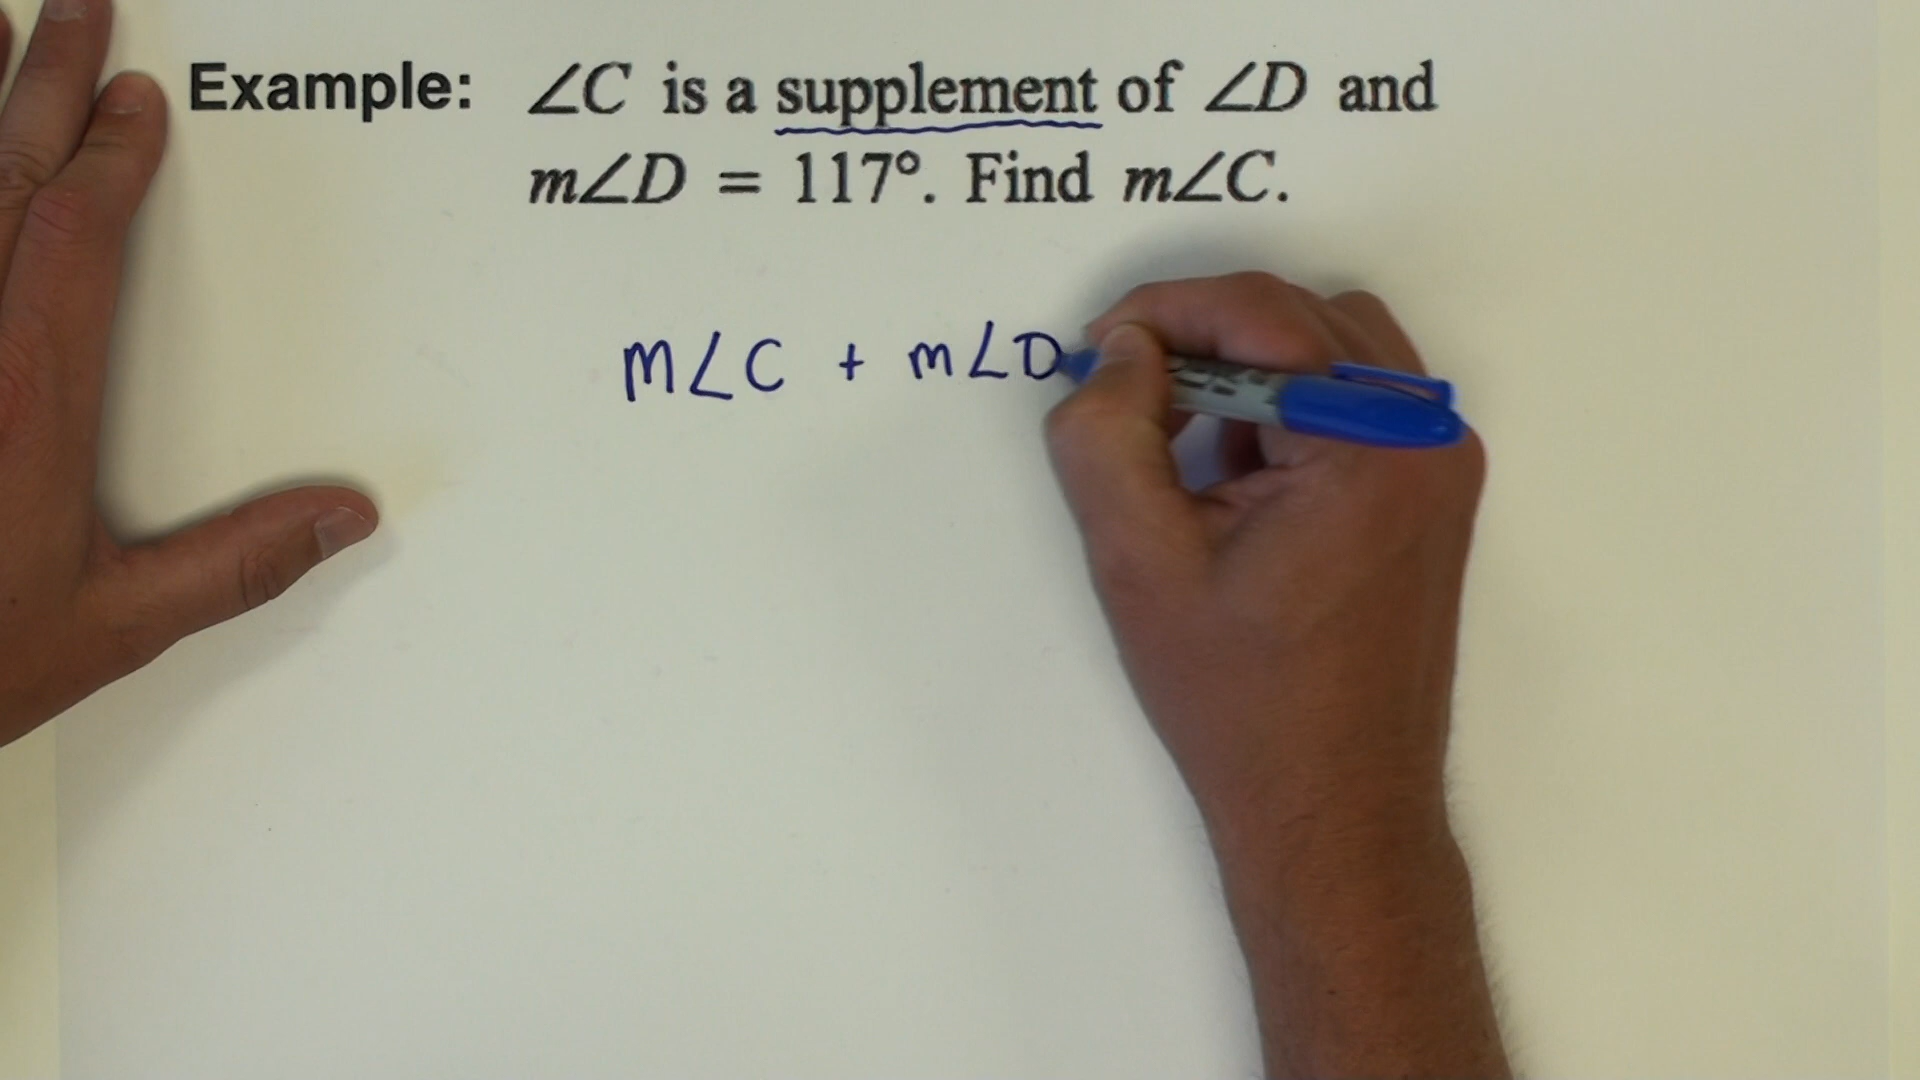 Example: ∠C is a supplement of ∠D and
m∠D = 117°. Find m∠C.
m∠C + m∠D